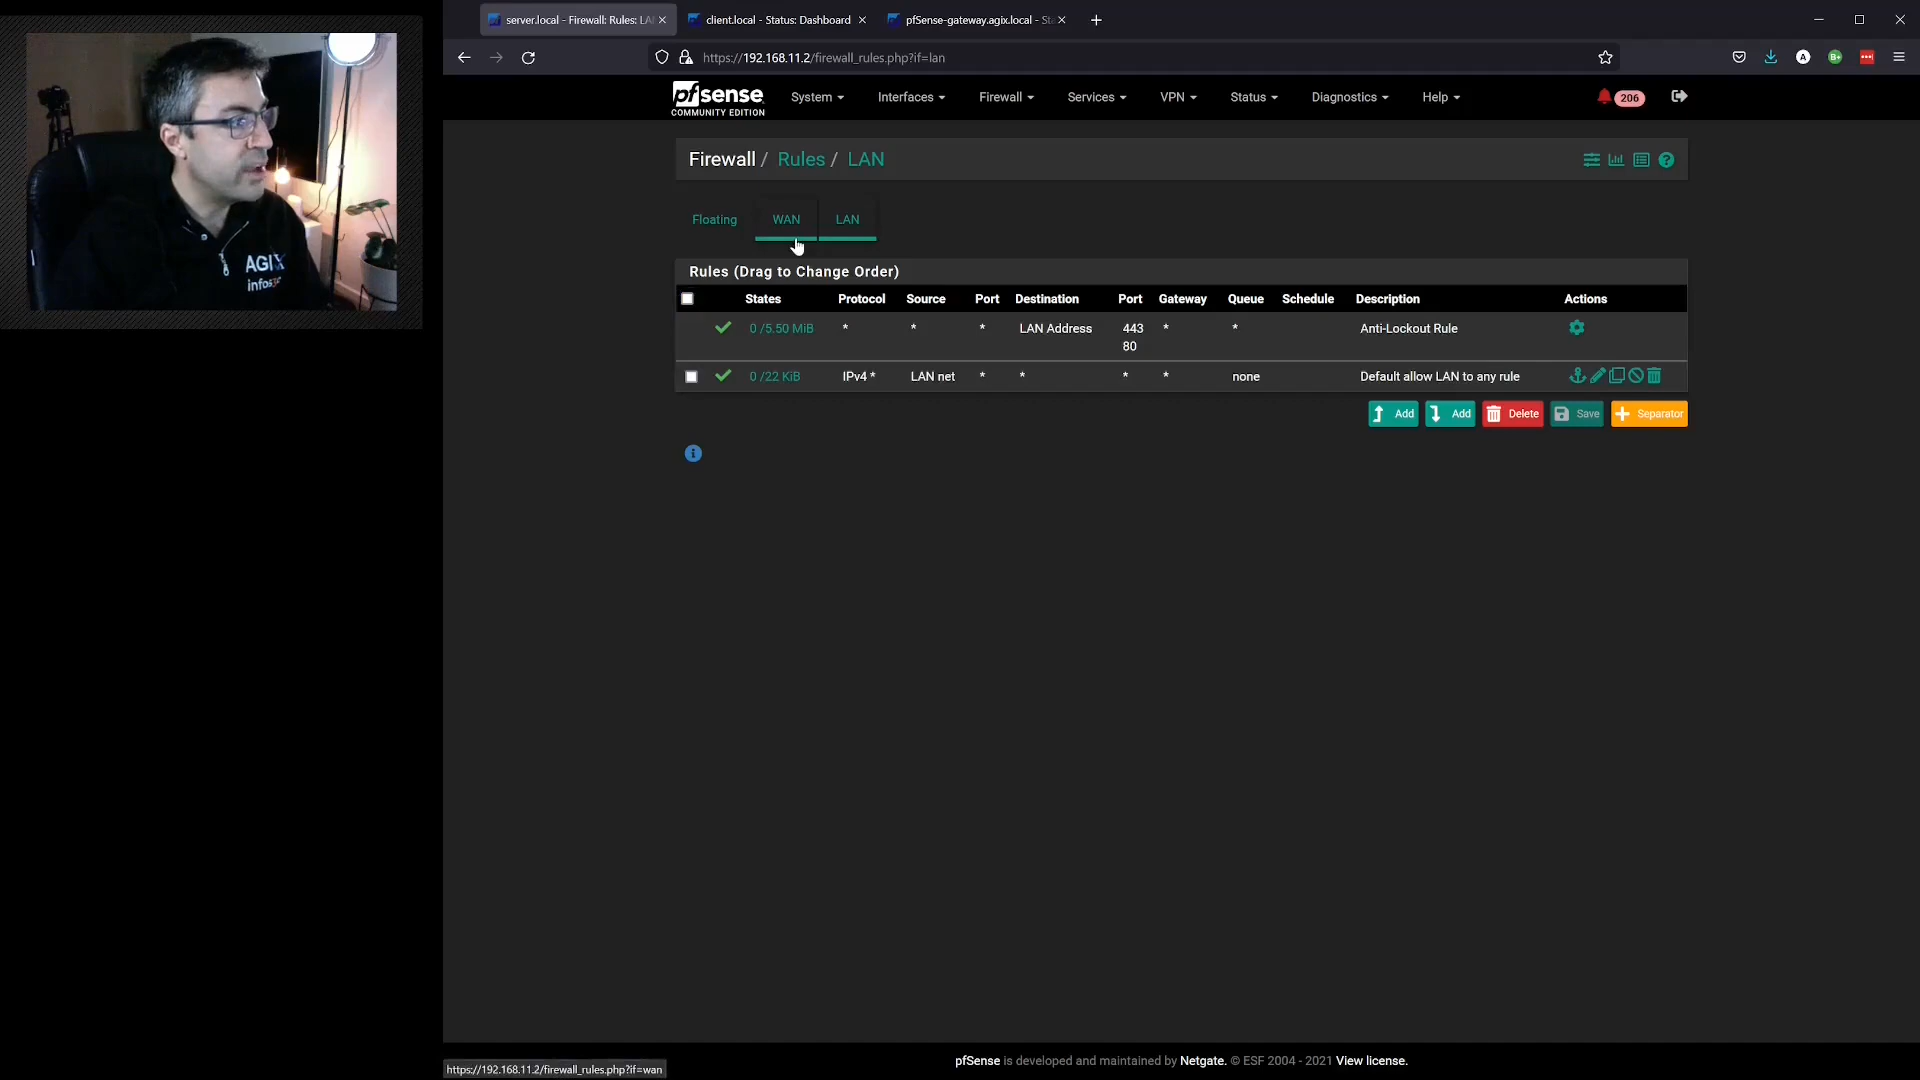 server.local - Firewall: Rules: LA
client.local - Status: Dashboard
pfSense-gateway.agix.local - Sta
https://192.168.11.2/firewall_rules.php?if=lan
pfsense
COMMUNITY EDITION
System
Interfaces
Firewall
Services
VPN
Status
Diagnostics
Help
206
Firewall / Rules / LAN
Floating
WAN
LAN
Rules (Drag to Change Order)
States Protocol Source Port Destination Port Gateway Queue Schedule Description Actions
0 /5.50 MiB * * * LAN Address 443 * * Anti-Lockout Rule
80
0 /22 KiB IPv4 * LAN net * * * * none Default allow LAN to any rule
Add
Add
Delete
Save
Separator
AGIX
pfSense is developed and maintained by Netgate. © ESF 2004 - 2021 View license.
https://192.168.11.2/firewall_rules.php?if=wan